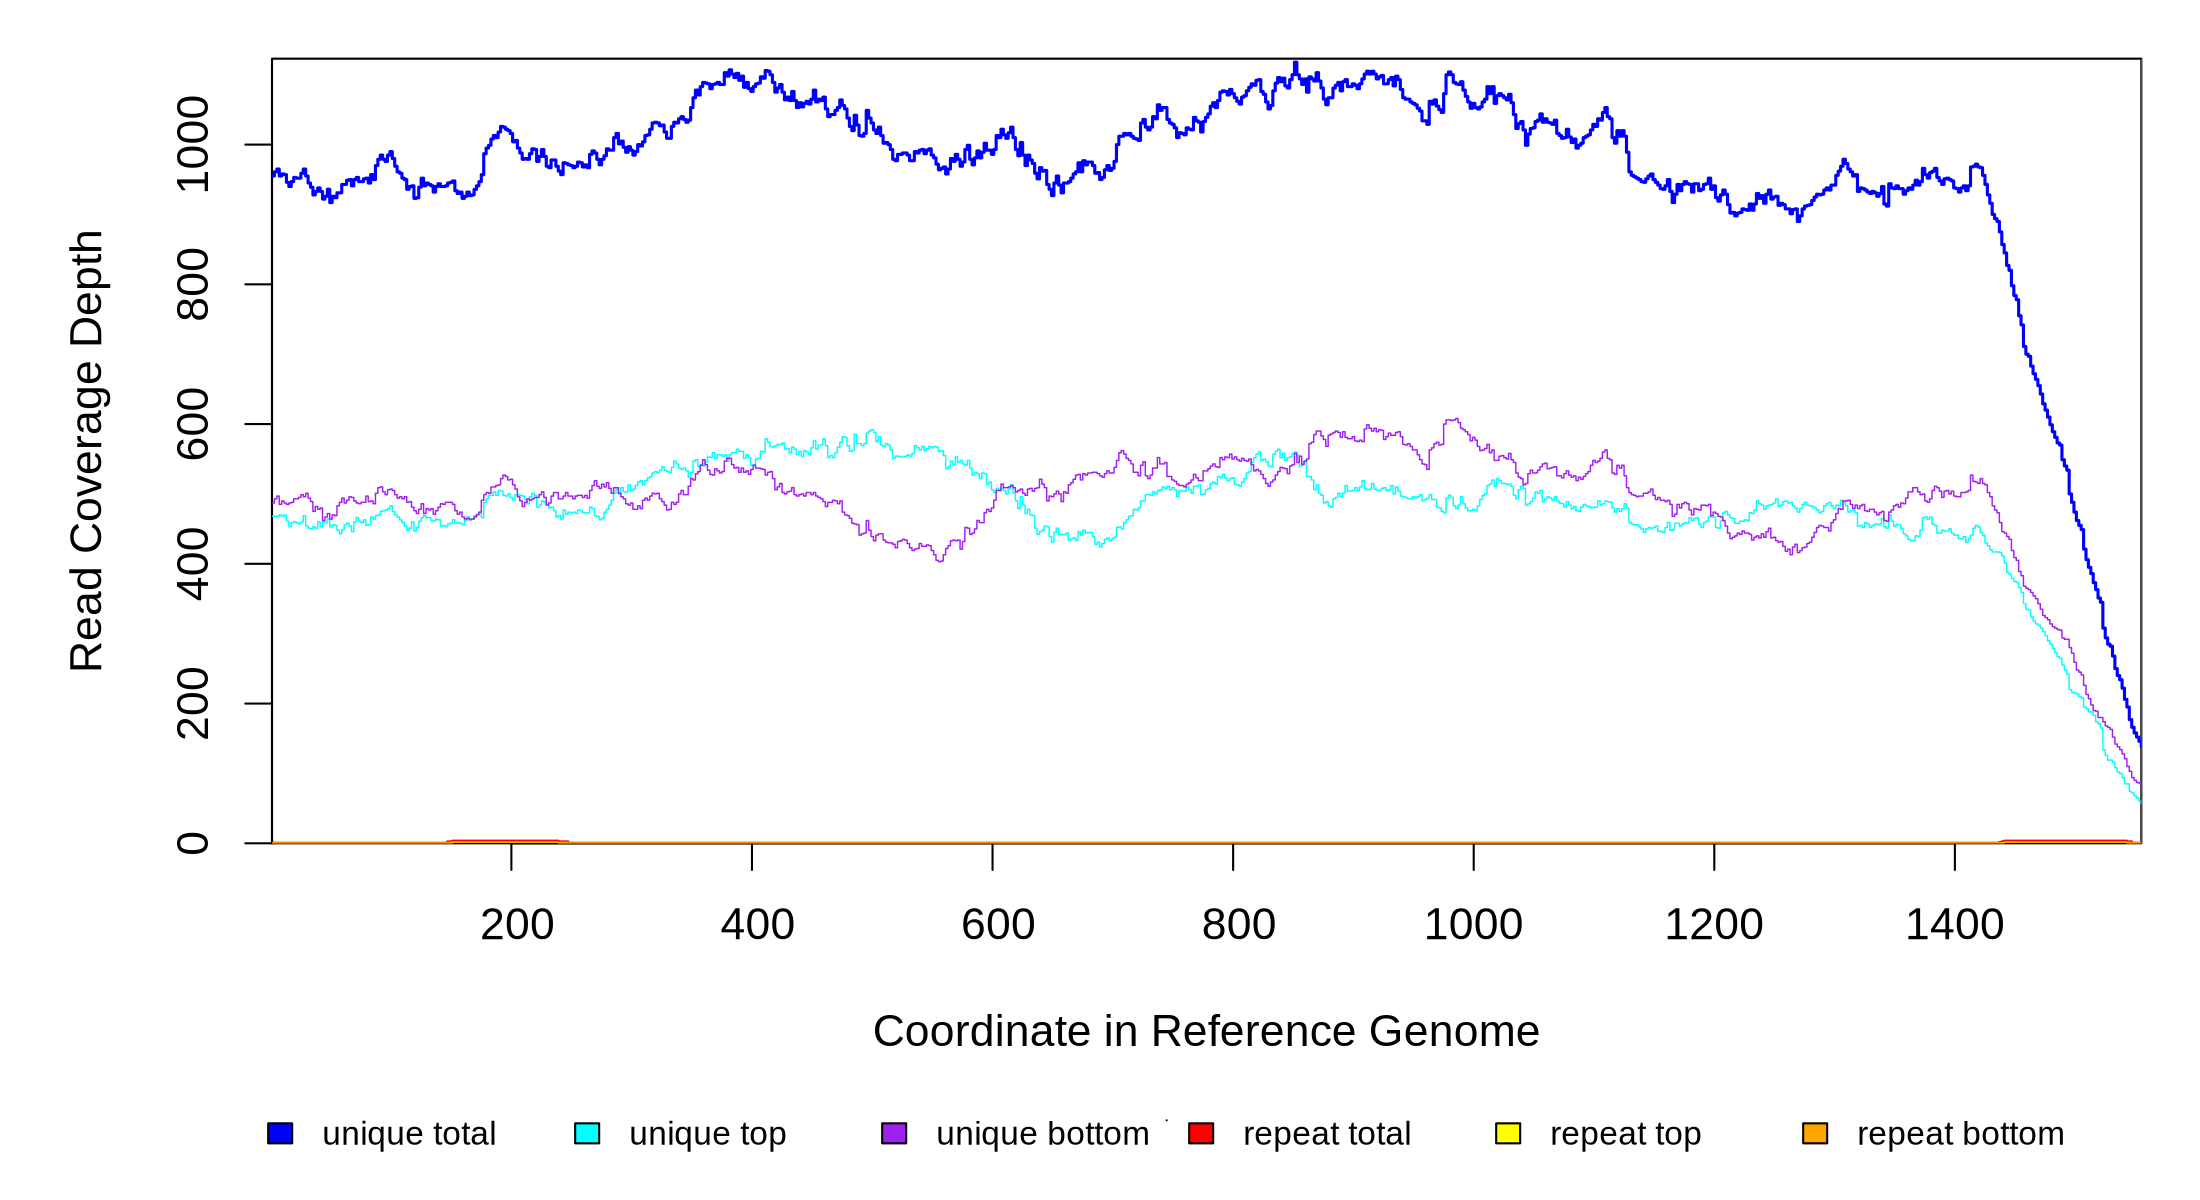 Read Coverage Depth
1000
800
600
400
200
0
200 400 600 800 1000 1200 1400
Coordinate in Reference Genome
unique total unique top unique bottom repeat total repeat top repeat bottom